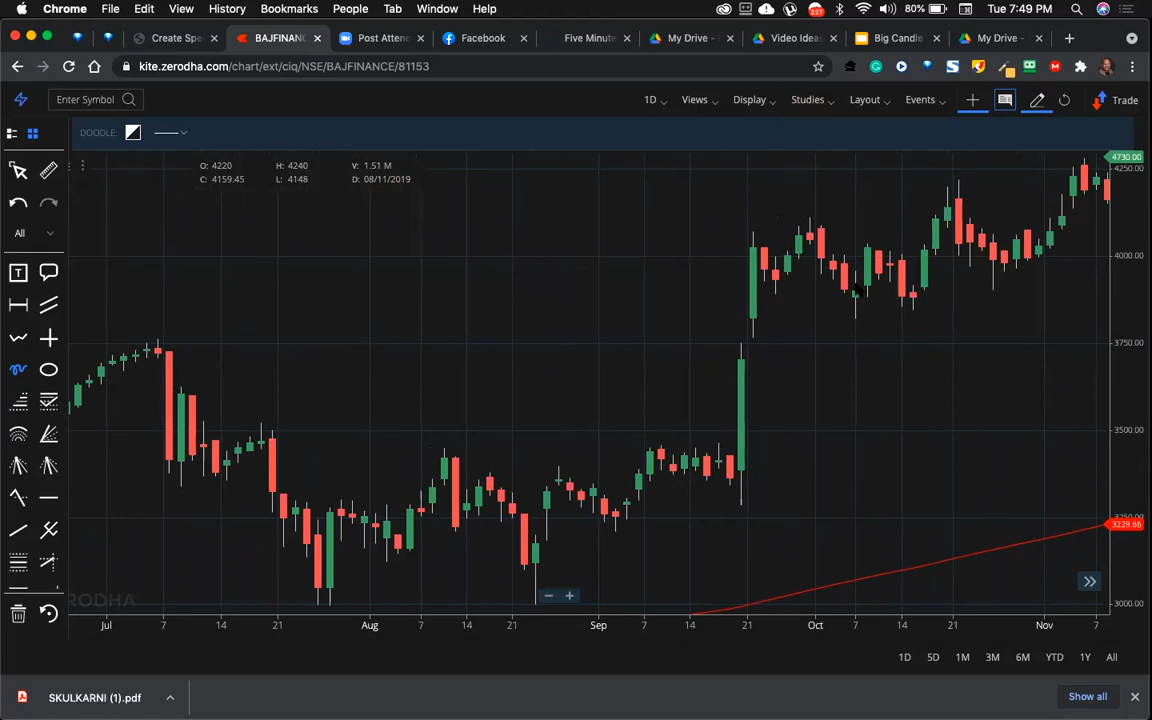 Chrome File Edit View History Bookmarks People Tab Window Help 227 80% Tue 7:49 PM
Create Spe BAJFINANC Post Attend Facebook Five Minute My Drive - Video Ideas Big Candle My Drive -
kite.zerodha.com/chart/ext/ciq/NSE/BAJFINANCE/81153
Enter Symbol 1D Views Display Studies Layout Events Trade
DOODLE:
O: 4220 H: 4240 V: 1.51 M
C: 4159.45 L: 4148 D: 08/11/2019
4730.00
4250.00
All
4000.00
3750.00
3500.00
3250.00
3229.66
3000.00
RODHA
Jul 7 14 21 Aug 7 14 21 Sep 7 14 21 Oct 7 14 21 Nov 7
1D 5D 1M 3M 6M YTD 1Y All
SKULKARNI (1).pdf Show all